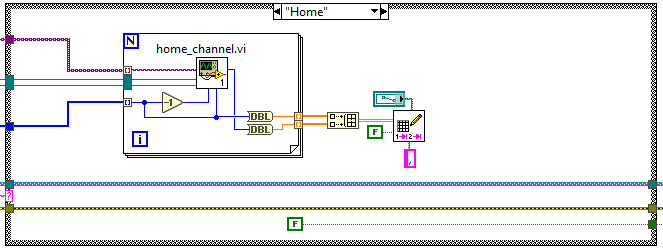 "Home"
N
home_channel.vi
1
-1
DBL
DBL
i
F
1 2
,
?
F